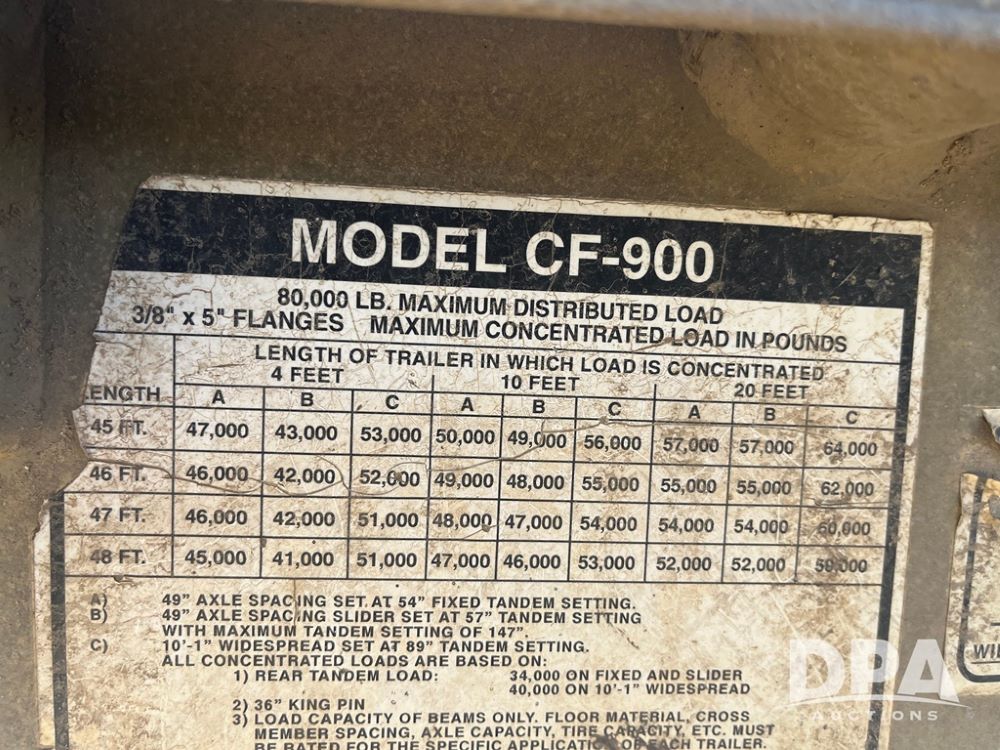 MODEL CF-900
80,000 LB. MAXIMUM DISTRIBUTED LOAD
3/8" x 5" FLANGES MAXIMUM CONCENTRATED LOAD IN POUNDS
LENGTH OF TRAILER IN WHICH LOAD IS CONCENTRATED
4 FEET 10 FEET 20 FEET
LENGTH A B C A B C A B C
45 FT. 47,000 43,000 53,000 50,000 49,000 56,000 57,000 57,000 64,000
46 FT. 46,000 42,000 52,000 49,000 48,000 55,000 55,000 55,000 62,000
47 FT. 46,000 42,000 51,000 48,000 47,000 54,000 54,000 54,000 60,000
48 FT. 45,000 41,000 51,000 47,000 46,000 53,000 52,000 52,000 59,000
A) 49" AXLE SPACING SET AT 54" FIXED TANDEM SETTING.
B) 49" AXLE SPACING SLIDER SET AT 57" TANDEM SETTING
WITH MAXIMUM TANDEM SETTING OF 147".
C) 10'-1" WIDESPREAD SET AT 89" TANDEM SETTING.
ALL CONCENTRATED LOADS ARE BASED ON:
1) REAR TANDEM LOAD: 34,000 ON FIXED AND SLIDER
40,000 ON 10'-1" WIDESPREAD
2) 36" KING PIN
3) LOAD CAPACITY OF BEAMS ONLY. FLOOR MATERIAL, CROSS
MEMBER SPACING, AXLE CAPACITY, TIRE CAPACITY, ETC. MUST
BE RATED FOR THE SPECIFIC APPLICATION OF EACH TRAILER.
DPA
AUCTIONS